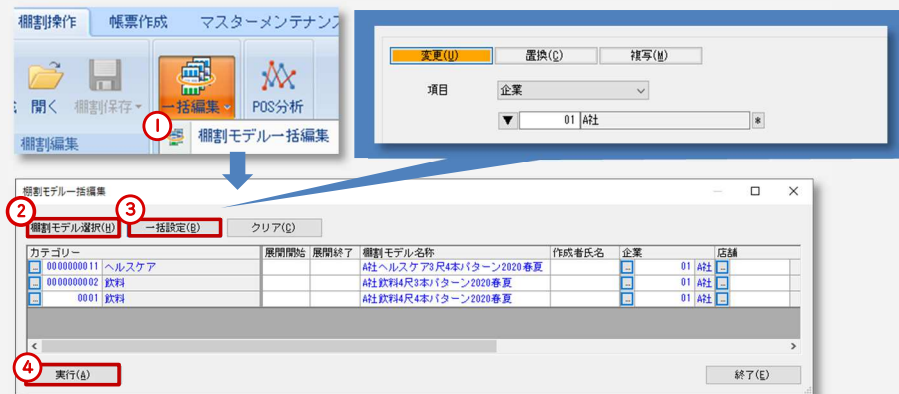 棚割操作 帳票作成 マスターメンテナンス
開く 棚割保存 一括編集 POS分析
①
棚割編集 棚割モデル一括編集
変更(U) 置換(C) 複写(M)
項目 企業
▼ 01 A社 *
棚割モデル一括編集
② ③
棚割モデル選択(H) 一括設定(B) クリア(C)
カテゴリー 展開開始 展開終了 棚割モデル名称 作成者氏名 企業 店舗
... 0000000011 ヘルスケア A社ヘルスケア3尺4本パターン2020春夏 ... 01 A社 ...
... 0000000002 飲料 A社飲料4尺3本パターン2020春夏 ... 01 A社 ...
... 0001 飲料 A社飲料4尺4本パターン2020春夏 ... 01 A社 ...
④
実行(A) 終了(E)